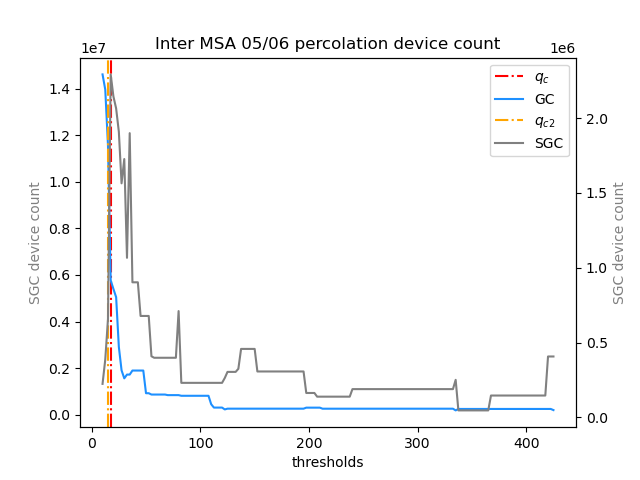 Inter MSA 05/06 percolation device count
1e7
1e6
1.4
1.2
1.0
0.8
0.6
0.4
0.2
0.0
SGC device count
q_c
GC
q_c2
SGC
2.0
1.5
1.0
0.5
0.0
SGC device count
0 100 200 300 400
thresholds